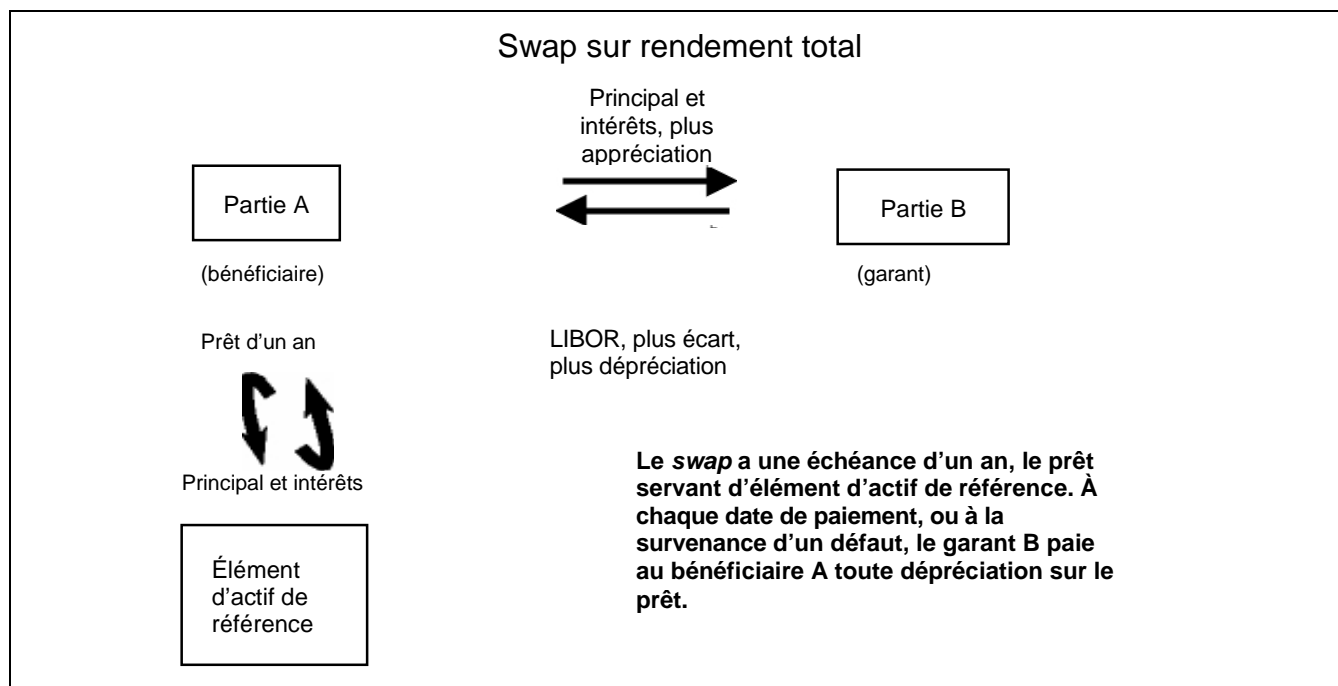 Swap sur rendement total
Principal et
intérêts, plus
appréciation
Partie A
Partie B
(bénéficiaire)
(garant)
Prêt d’un an
LIBOR, plus écart,
plus dépréciation
Principal et intérêts
Le swap a une échéance d’un an, le prêt
servant d’élément d’actif de référence. À
chaque date de paiement, ou à la
survenance d’un défaut, le garant B paie
au bénéficiaire A toute dépréciation sur le
prêt.
Élément
d’actif de
référence